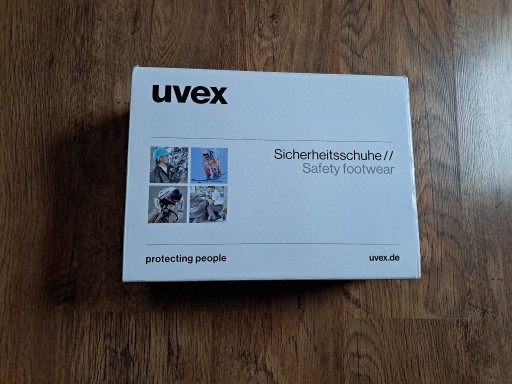 uvex
Sicherheitsschuhe//
Safety footwear
protecting people
uvex.de